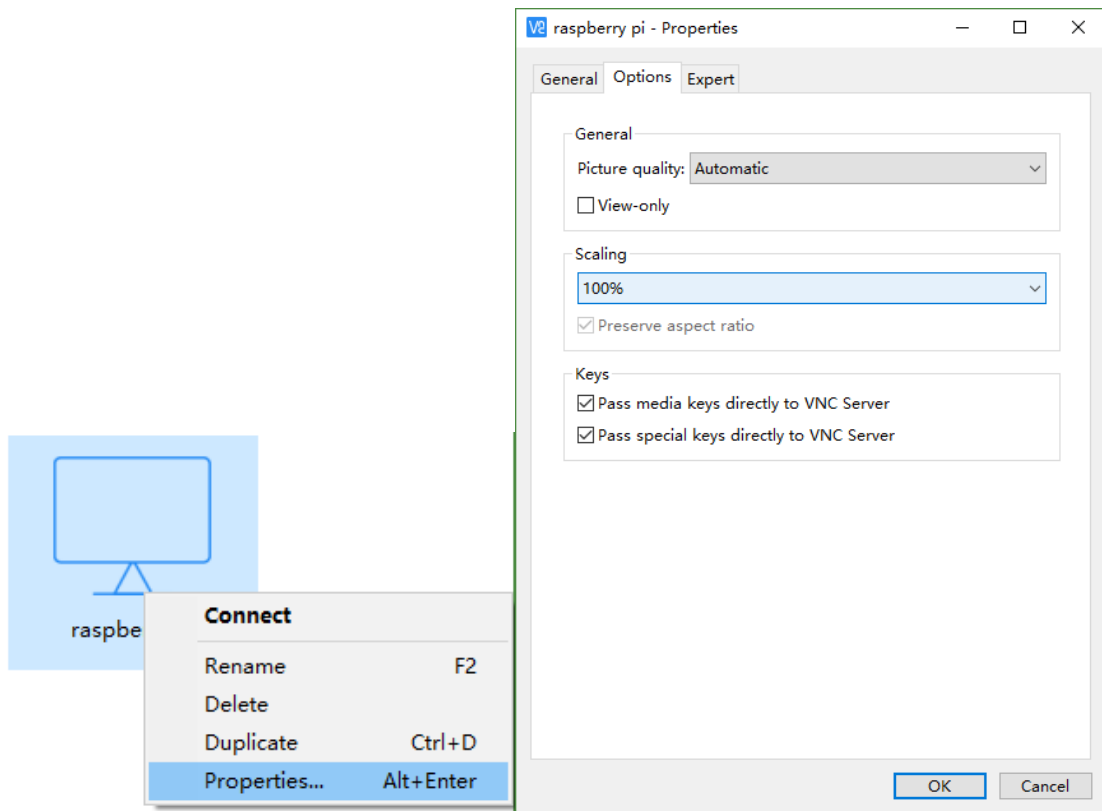 raspbe
Connect
Rename F2
Delete
Duplicate Ctrl+D
Properties... Alt+Enter
V2 raspberry pi - Properties
General Options Expert
General
Picture quality: Automatic
View-only
Scaling
100%
Preserve aspect ratio
Keys
Pass media keys directly to VNC Server
Pass special keys directly to VNC Server
OK Cancel